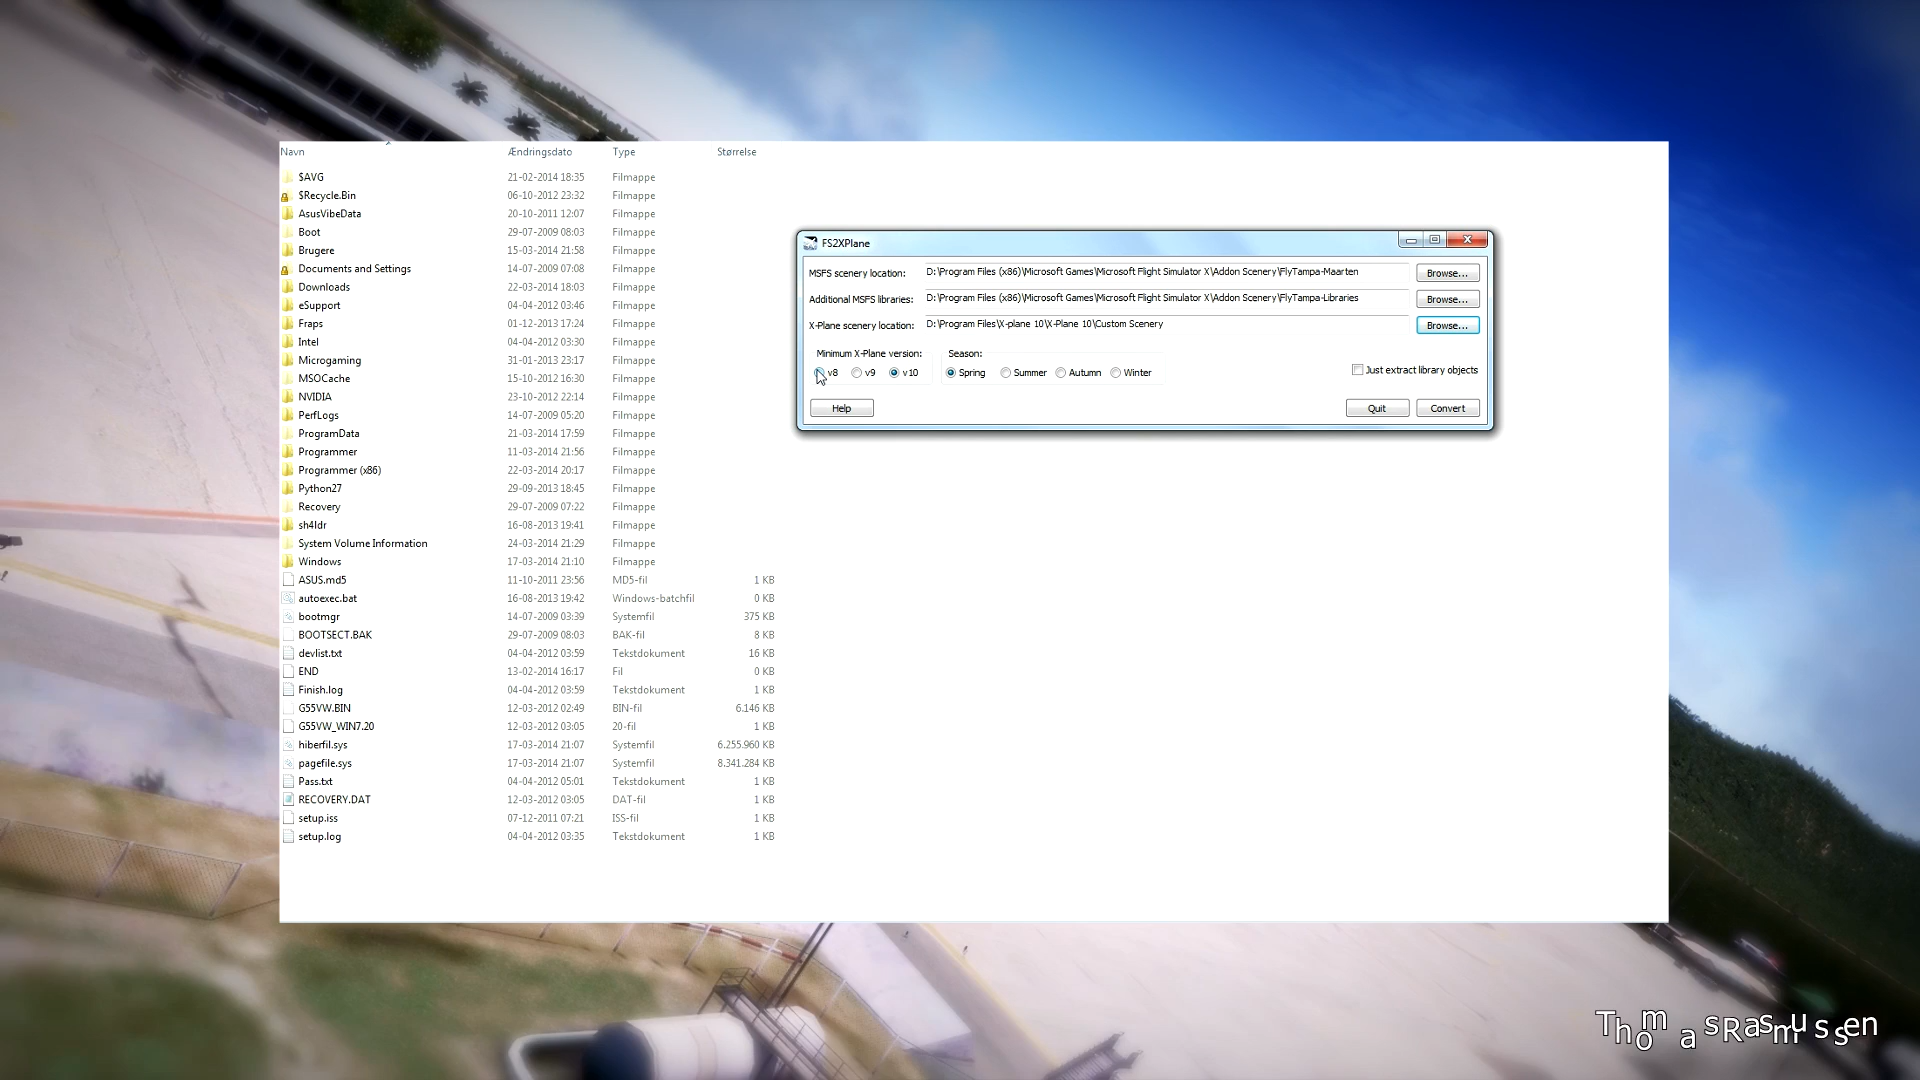 Navn Ændringsdato Type Størrelse
$AVG 21-02-2014 18:35 Filmappe
$Recycle.Bin 06-10-2012 23:32 Filmappe
AsusVibeData 20-10-2011 12:07 Filmappe
Boot 29-07-2009 08:03 Filmappe
Brugere 15-03-2014 21:58 Filmappe
Documents and Settings 14-07-2009 07:08 Filmappe
Downloads 22-03-2014 18:03 Filmappe
eSupport 04-04-2012 03:46 Filmappe
Fraps 01-12-2013 17:24 Filmappe
Intel 04-04-2012 03:30 Filmappe
Microgaming 31-01-2013 23:17 Filmappe
MSOCache 15-10-2012 16:30 Filmappe
NVIDIA 23-10-2012 22:14 Filmappe
PerfLogs 14-07-2009 05:20 Filmappe
ProgramData 21-03-2014 17:59 Filmappe
Programmer 11-03-2014 21:56 Filmappe
Programmer (x86) 22-03-2014 20:17 Filmappe
Python27 29-09-2013 18:45 Filmappe
Recovery 29-07-2009 07:22 Filmappe
sh4ldr 16-08-2013 19:41 Filmappe
System Volume Information 24-03-2014 21:29 Filmappe
Windows 17-03-2014 21:10 Filmappe
ASUS.md5 11-10-2011 23:56 MD5-fil 1 KB
autoexec.bat 16-08-2013 19:42 Windows-batchfil 0 KB
bootmgr 14-07-2009 03:39 Systemfil 375 KB
BOOTSECT.BAK 29-07-2009 08:03 BAK-fil 8 KB
devlist.txt 04-04-2012 03:59 Tekstdokument 16 KB
END 13-02-2014 16:17 Fil 0 KB
Finish.log 04-04-2012 03:59 Tekstdokument 1 KB
G55VW.BIN 12-03-2012 02:49 BIN-fil 6.146 KB
G55VW_WIN7.20 12-03-2012 03:05 20-fil 1 KB
hiberfil.sys 17-03-2014 21:07 Systemfil 6.255.960 KB
pagefile.sys 17-03-2014 21:07 Systemfil 8.341.284 KB
Pass.txt 04-04-2012 05:01 Tekstdokument 1 KB
RECOVERY.DAT 12-03-2012 03:05 DAT-fil 1 KB
setup.iss 07-12-2011 07:21 ISS-fil 1 KB
setup.log 04-04-2012 03:35 Tekstdokument 1 KB
FS2XPlane
MSFS scenery location: D:\Program Files (x86)\Microsoft Games\Microsoft Flight Simulator X\Addon Scenery\FlyTampa-Maarten Browse...
Additional MSFS libraries: D:\Program Files (x86)\Microsoft Games\Microsoft Flight Simulator X\Addon Scenery\FlyTampa-Libraries Browse...
X-Plane scenery location: D:\Program Files\X-plane 10\X-Plane 10\Custom Scenery Browse...
Minimum X-Plane version: Season:
v8 v9 v10 Spring Summer Autumn Winter Just extract library objects
Help Quit Convert
ThomasRasmussen